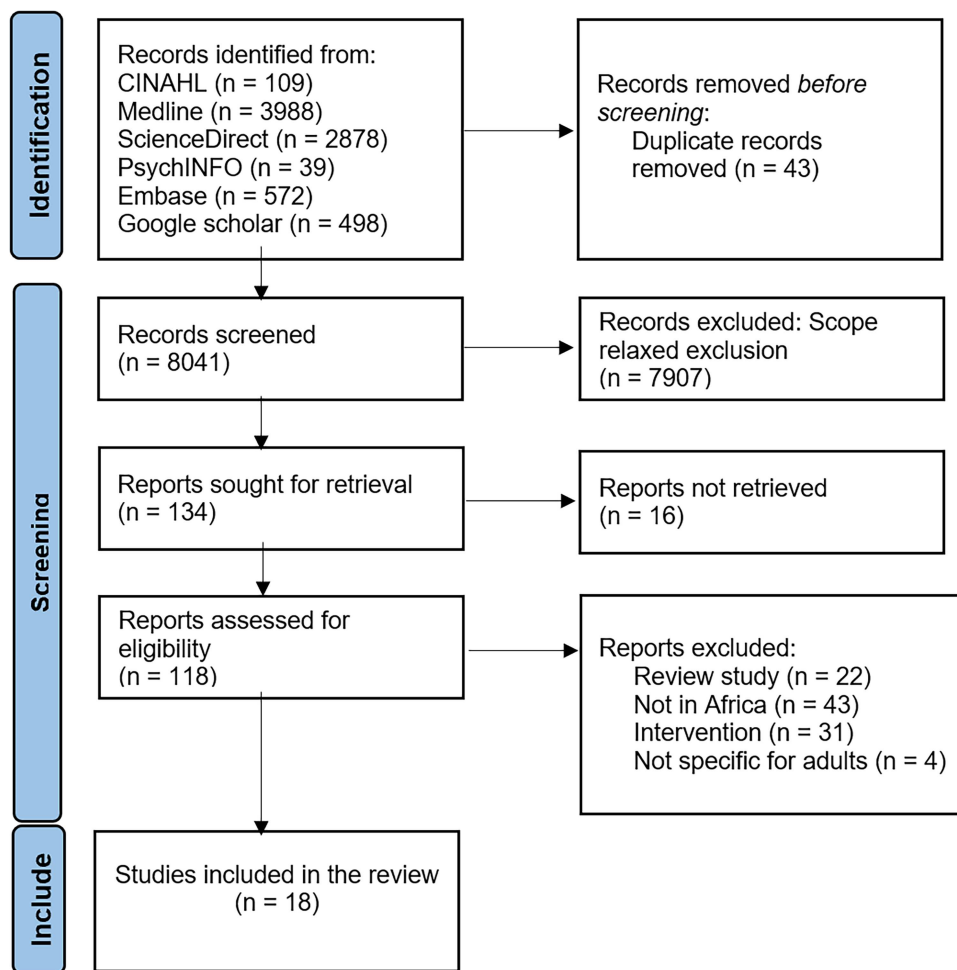 Identification
Records identified from:
CINAHL (n = 109)
Medline (n = 3988)
ScienceDirect (n = 2878)
PsychINFO (n = 39)
Embase (n = 572)
Google scholar (n = 498)
Records removed before
screening:
Duplicate records
removed (n = 43)
Screening
Records screened
(n = 8041)
Records excluded: Scope
relaxed exclusion
(n = 7907)
Reports sought for retrieval
(n = 134)
Reports not retrieved
(n = 16)
Reports assessed for
eligibility
(n = 118)
Reports excluded:
Review study (n = 22)
Not in Africa (n = 43)
Intervention (n = 31)
Not specific for adults (n = 4)
Include
Studies included in the review
(n = 18)